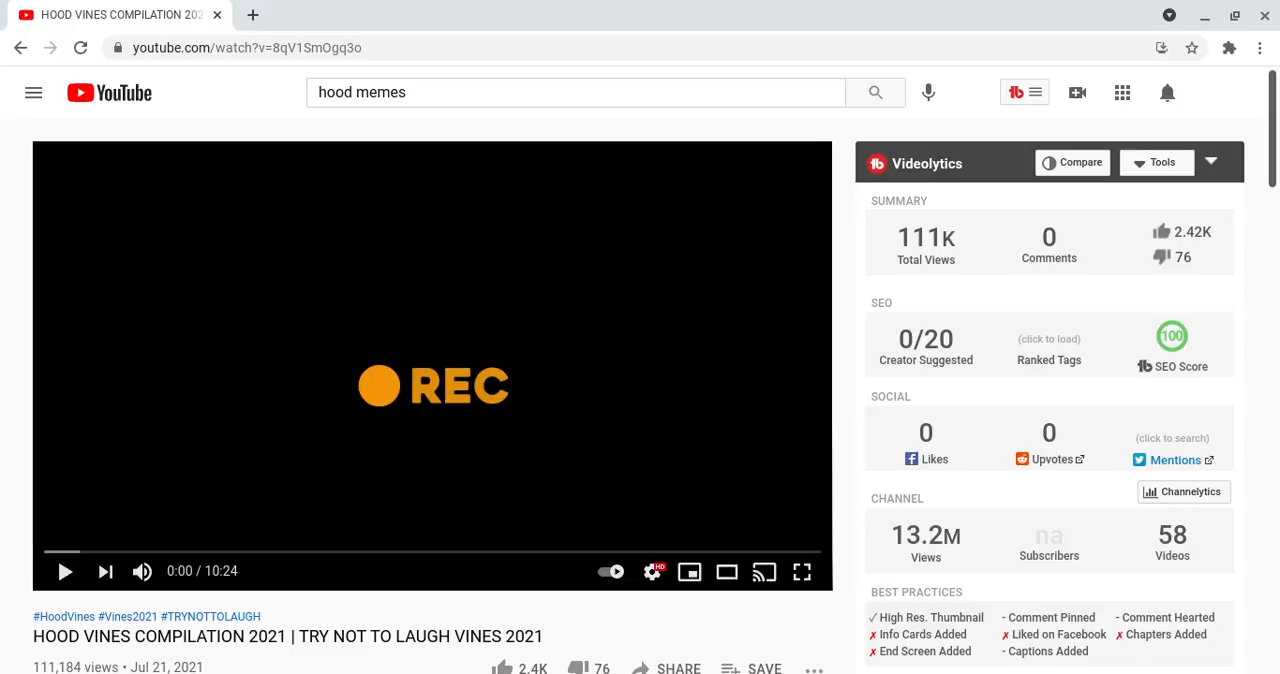 HOOD VINES COMPILATION 202
youtube.com/watch?v=8qV1SmOgq3o
YouTube
hood memes
tb
REC
0:00 / 10:24
HD
#HoodVines #Vines2021 #TRYNOTTOLAUGH
HOOD VINES COMPILATION 2021 | TRY NOT TO LAUGH VINES 2021
111,184 views • Jul 21, 2021
2.4K 76 SHARE SAVE
tb Videolytics Compare Tools
SUMMARY
111K 0 2.42K
Total Views Comments 76
SEO
0/20 (click to load) 100
Creator Suggested Ranked Tags tb SEO Score
SOCIAL
0 0 (click to search)
Likes Upvotes Mentions
CHANNEL Channelytics
13.2M na 58
Views Subscribers Videos
BEST PRACTICES
✓ High Res. Thumbnail - Comment Pinned - Comment Hearted
✗ Info Cards Added ✗ Liked on Facebook ✗ Chapters Added
✗ End Screen Added - Captions Added